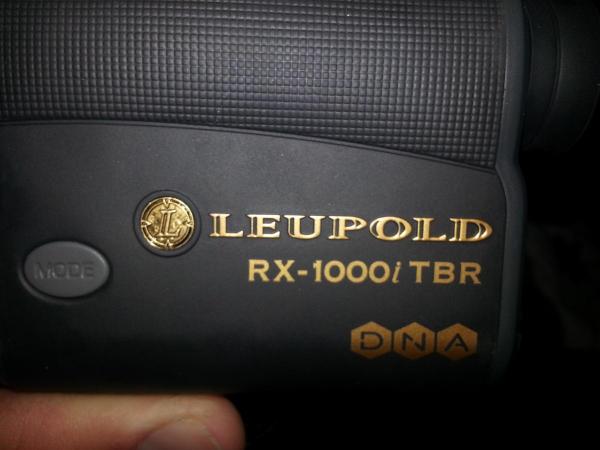 L LEUPOLD
RX-1000i TBR
MODE
DNA